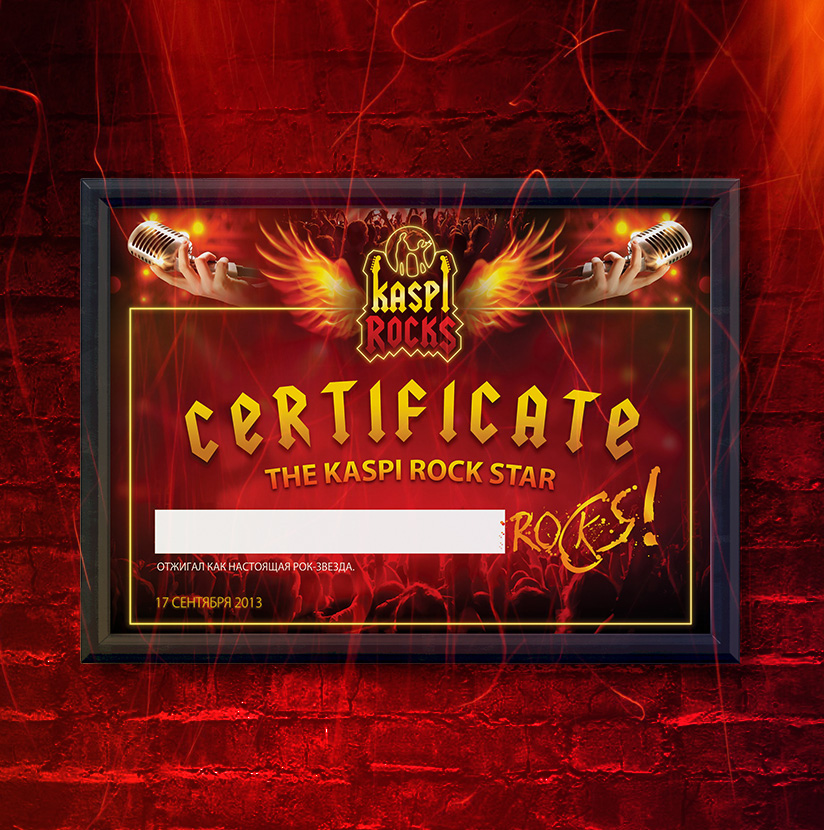 KASPI
ROCKS
CERTIFICATE
THE KASPI ROCK STAR
ROCKS!
ОТЖИГАЛ КАК НАСТОЯЩАЯ РОК-ЗВЕЗДА.
17 СЕНТЯБРЯ 2013